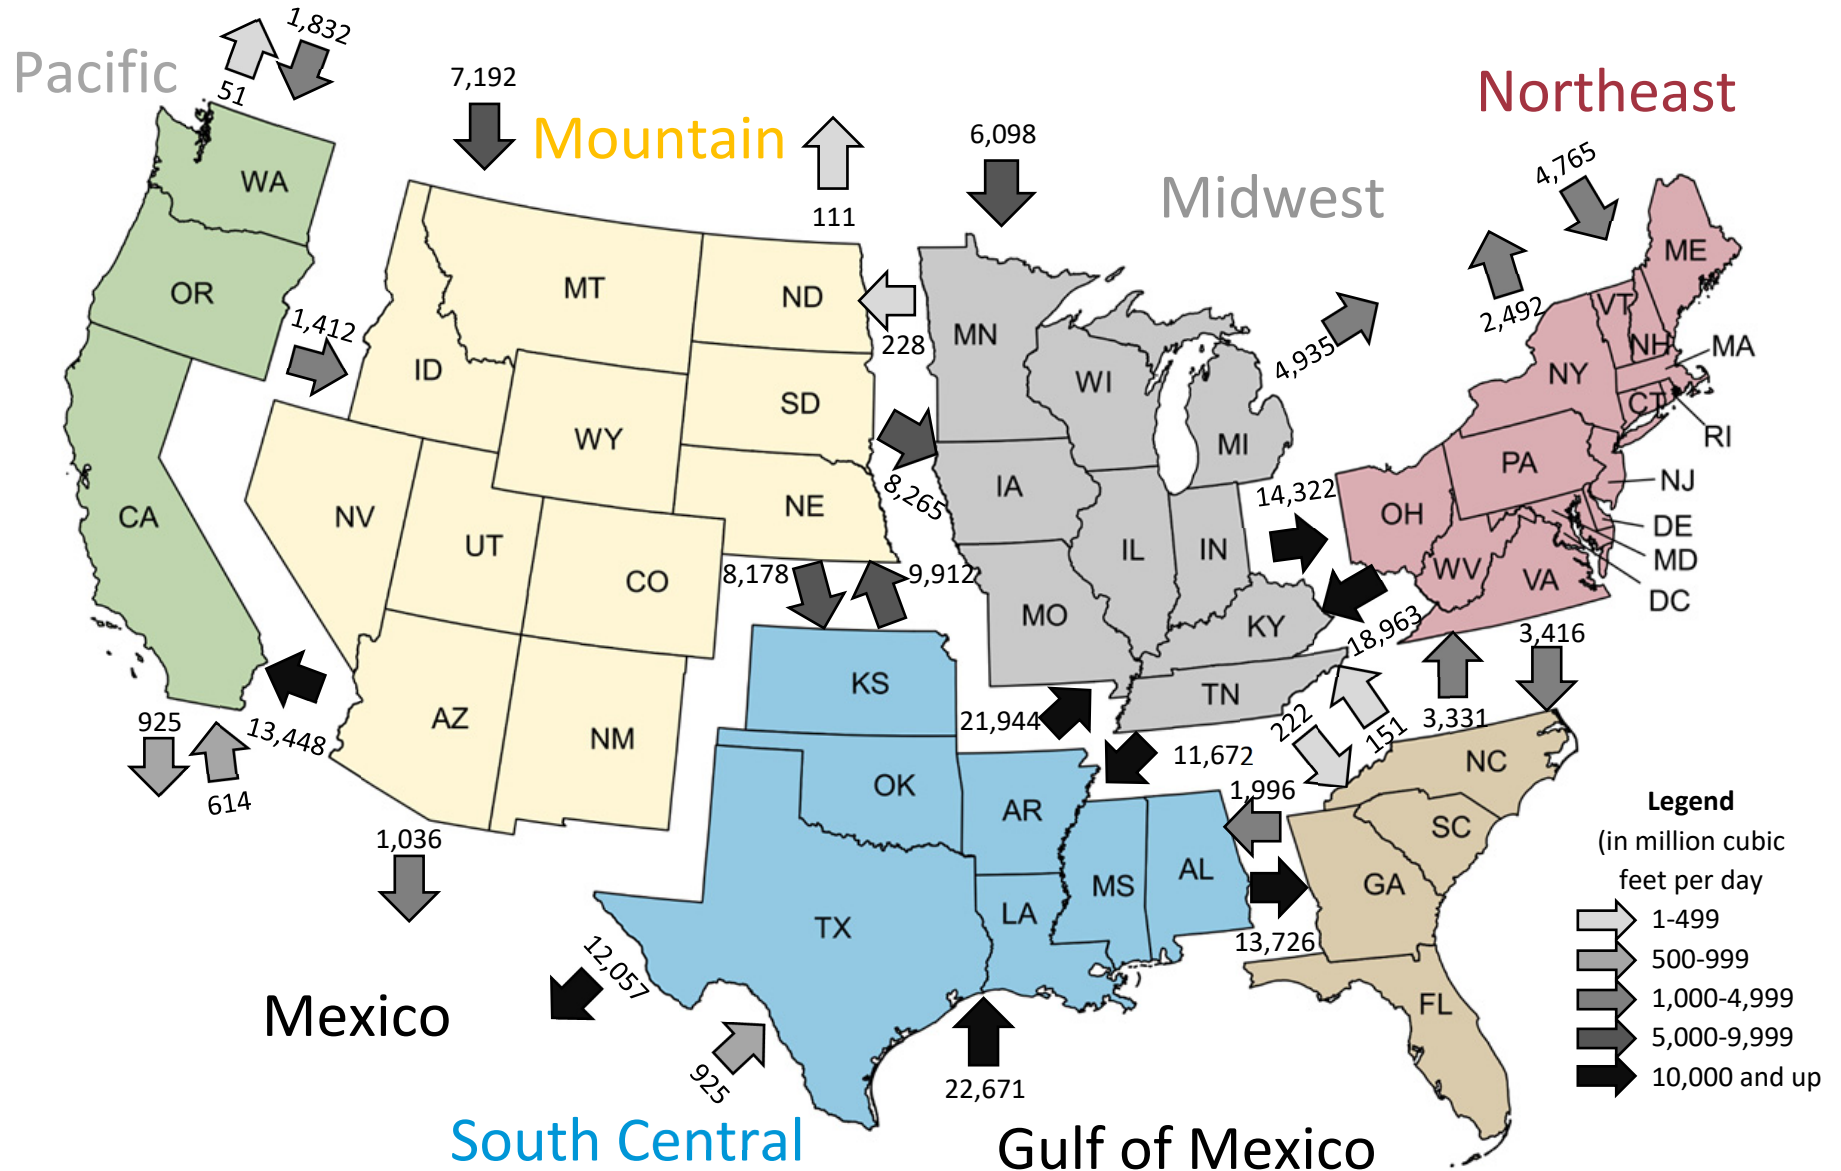 1,832
51
Pacific
7,192
Mountain
111
6,098
Midwest
Northeast
4,765
2,492
4,935
WA
OR
CA
1,412
MT
ND
ID
SD
WY
NE
NV
UT
CO
AZ
NM
228
8,265
MN
WI
MI
IA
IL
IN
MO
KY
TN
ME
VT
NH
MA
NY
CT
RI
PA
NJ
OH
DE
MD
WV
VA
DC
14,322
18,963
8,178
9,912
KS
OK
AR
TX
LA
MS
AL
21,944
11,672
222
151
3,331
3,416
1,996
13,726
NC
SC
GA
FL
925
614
13,448
1,036
12,057
925
22,671
Mexico
South Central
Gulf of Mexico
Legend
(in million cubic
feet per day
1-499
500-999
1,000-4,999
5,000-9,999
10,000 and up